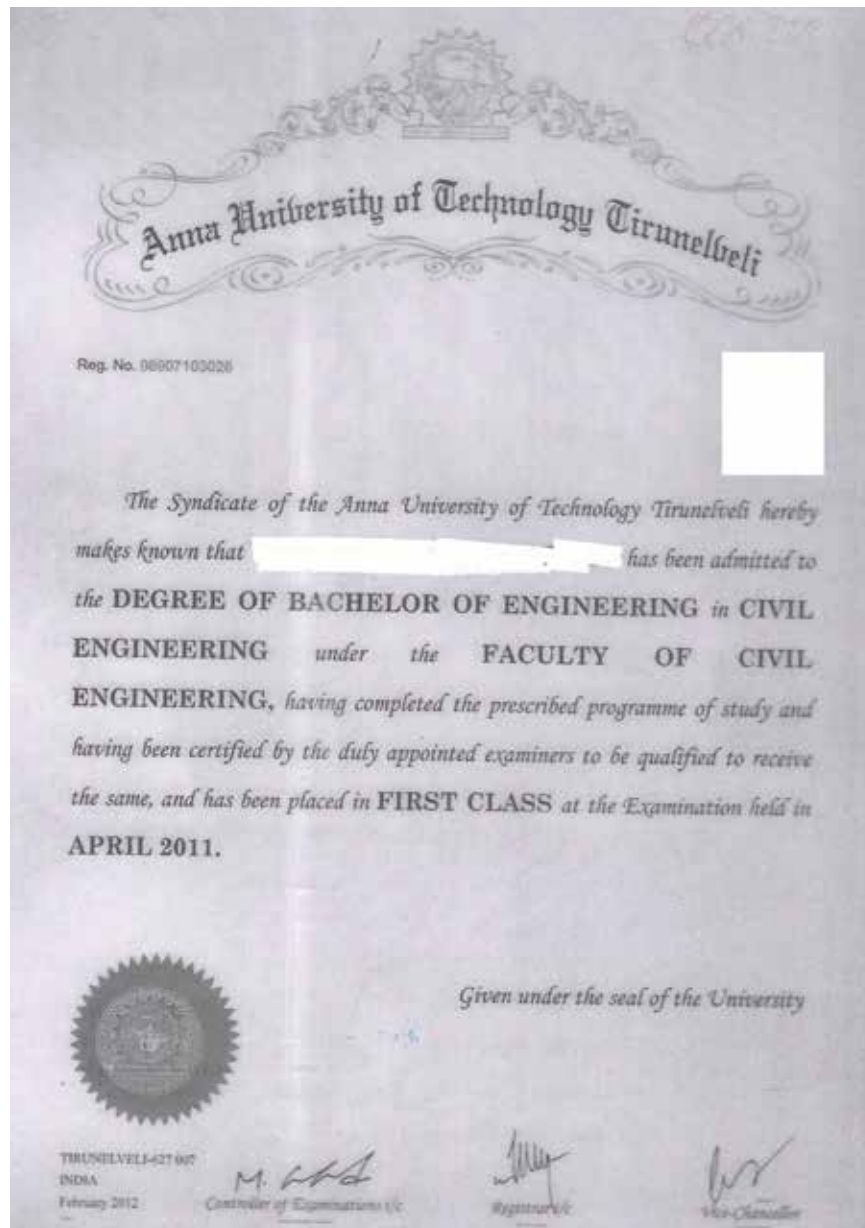 Anna University of Technology Tirunelveli
Reg. No. 98907103026
The Syndicate of the Anna University of Technology Tirunelveli hereby
makes known that has been admitted to
the DEGREE OF BACHELOR OF ENGINEERING in CIVIL
ENGINEERING under the FACULTY OF CIVIL
ENGINEERING, having completed the prescribed programme of study and
having been certified by the duly appointed examiners to be qualified to receive
the same, and has been placed in FIRST CLASS at the Examination held in
APRIL 2011.
Given under the seal of the University
TIRUNELVELI-627 007
INDIA
February 2012
Controller of Examinations i/c
Registrar i/c
Vice-Chancellor